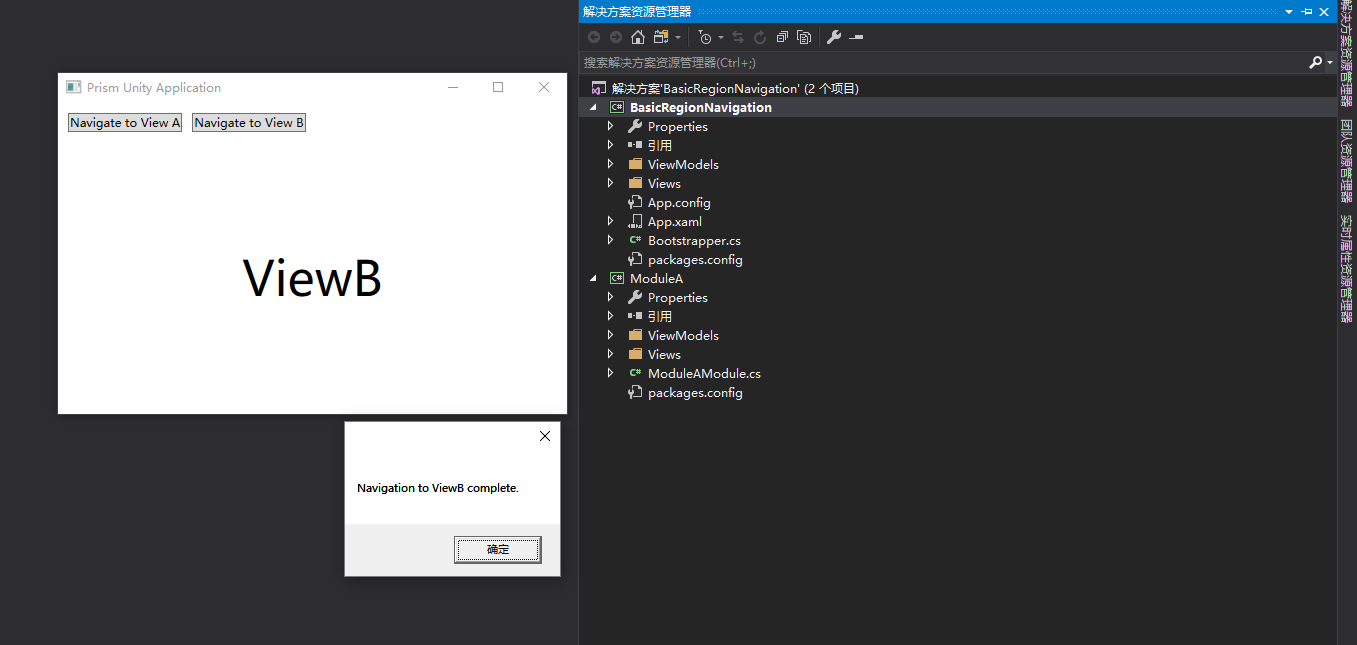 Prism Unity Application
Navigate to View A
Navigate to View B
ViewB
Navigation to ViewB complete.
确定
解决方案资源管理器
搜索解决方案资源管理器(Ctrl+;)
解决方案'BasicRegionNavigation' (2 个项目)
C# BasicRegionNavigation
Properties
引用
ViewModels
Views
App.config
App.xaml
C# Bootstrapper.cs
packages.config
C# ModuleA
Properties
引用
ViewModels
Views
C# ModuleAModule.cs
packages.config
解决方案资源管理器
团队资源管理器
实时属性资源管理器